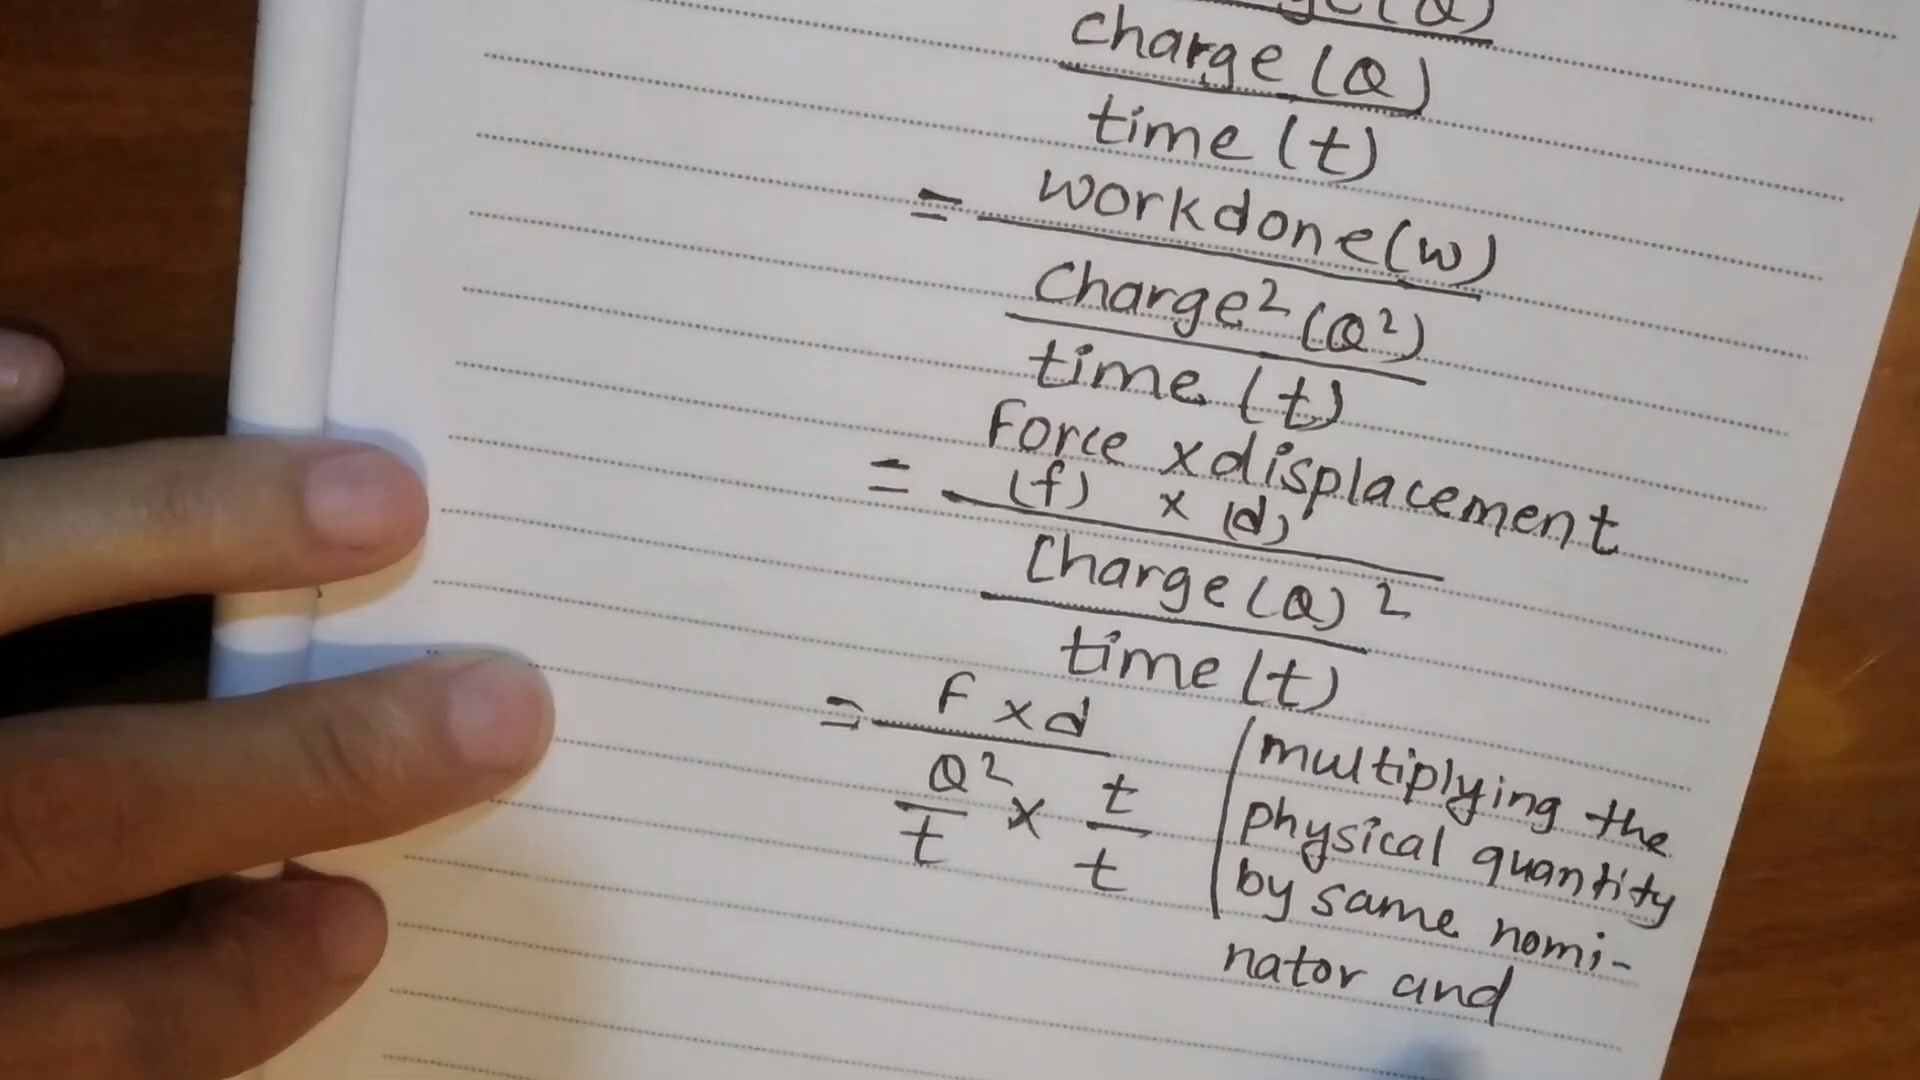 charge (Q)
time (t)
= workdone (w)
Charge² (Q²)
time (t)
Force x displacement
= (f) x (d)
Charge (Q) ²
time (t)
= F x d
Q² x t
t t
multiplying the
physical quantity
by same nomi-
nator and